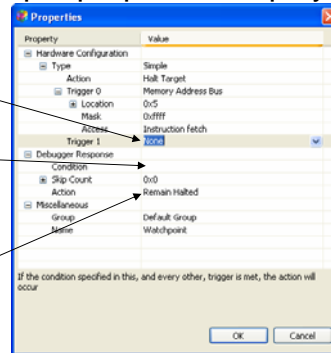 Properties
Property Value
Hardware Configuration
Type Simple
Action Halt Target
Trigger 0 Memory Address Bus
Location 0x5
Mask 0xffff
Access Instruction fetch
Trigger 1 None
Debugger Response
Condition
Skip Count 0x0
Action Remain Halted
Miscellaneous
Group Default Group
Name Watchpoint
If the condition specified in this, and every other, trigger is met, the action will
occur
OK Cancel